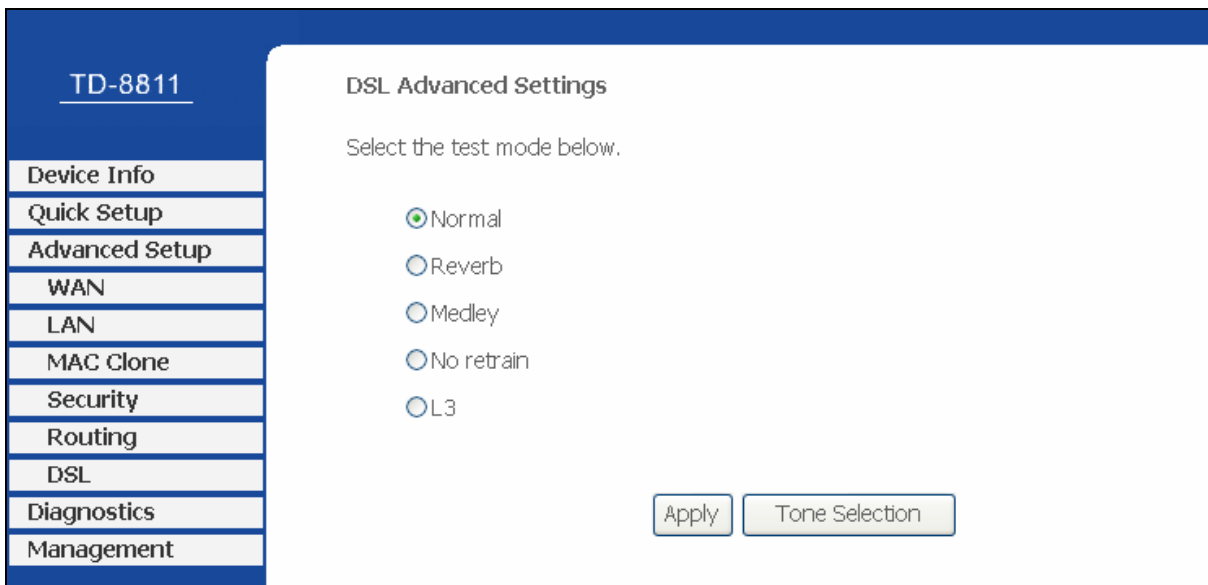 TD-8811
Device Info
Quick Setup
Advanced Setup
WAN
LAN
MAC Clone
Security
Routing
DSL
Diagnostics
Management
DSL Advanced Settings
Select the test mode below.
Normal
Reverb
Medley
No retrain
L3
Apply Tone Selection